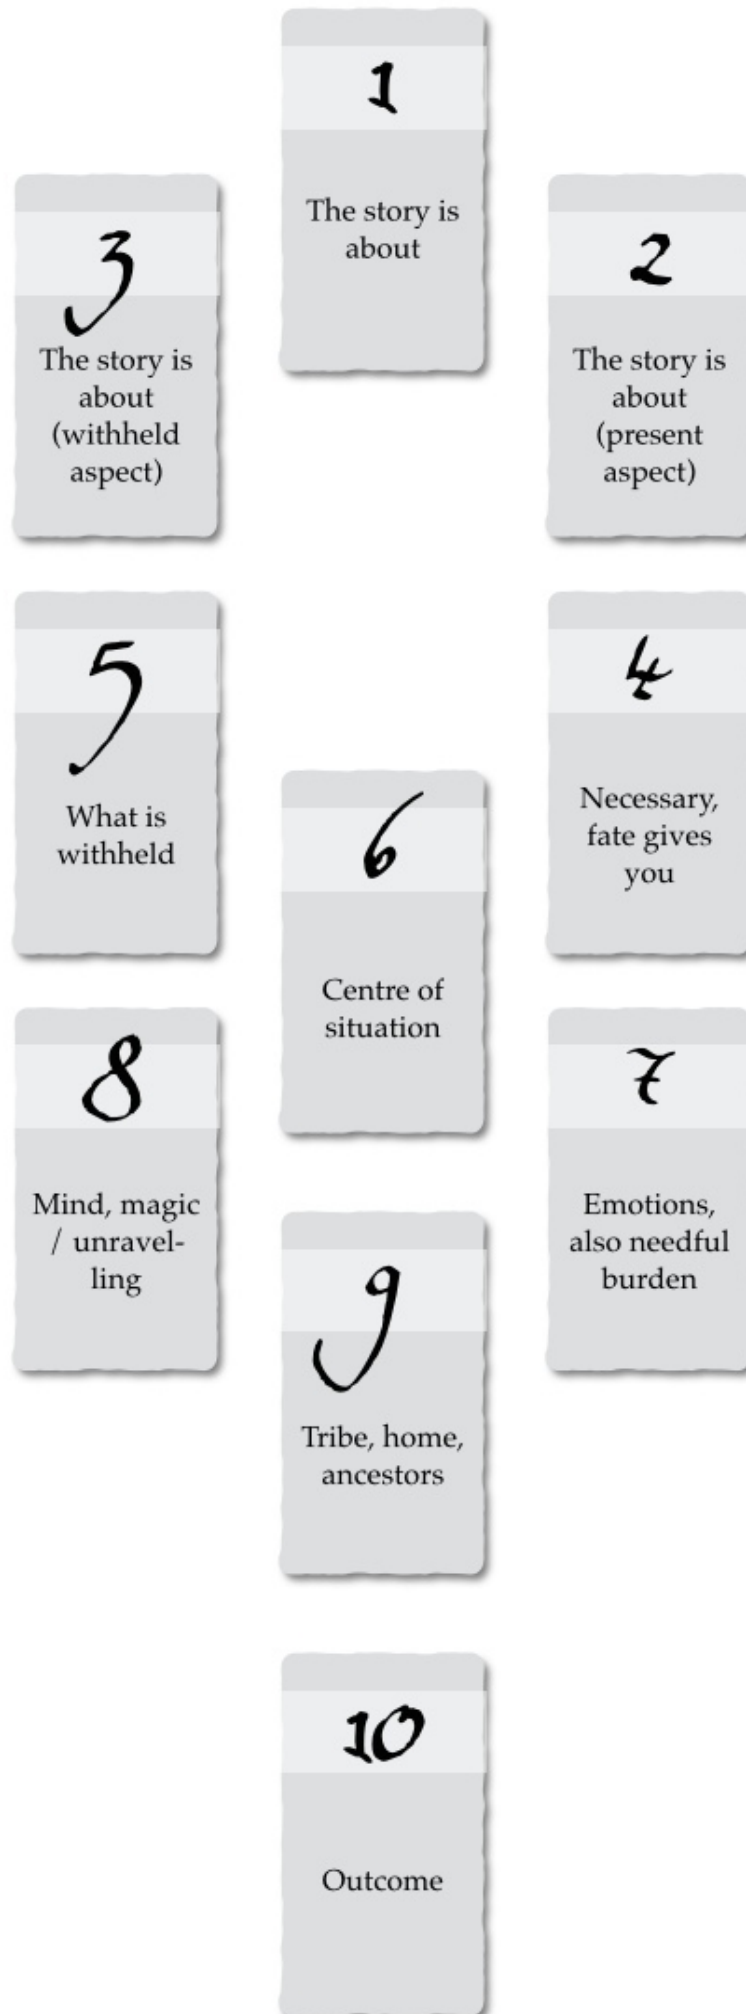 1
The story is
about
3
The story is
about
(withheld
aspect)
2
The story is
about
(present
aspect)
5
What is
withheld
4
Necessary,
fate gives
you
6
Centre of
situation
8
Mind, magic
/ unravel-
ling
7
Emotions,
also needful
burden
9
Tribe, home,
ancestors
10
Outcome